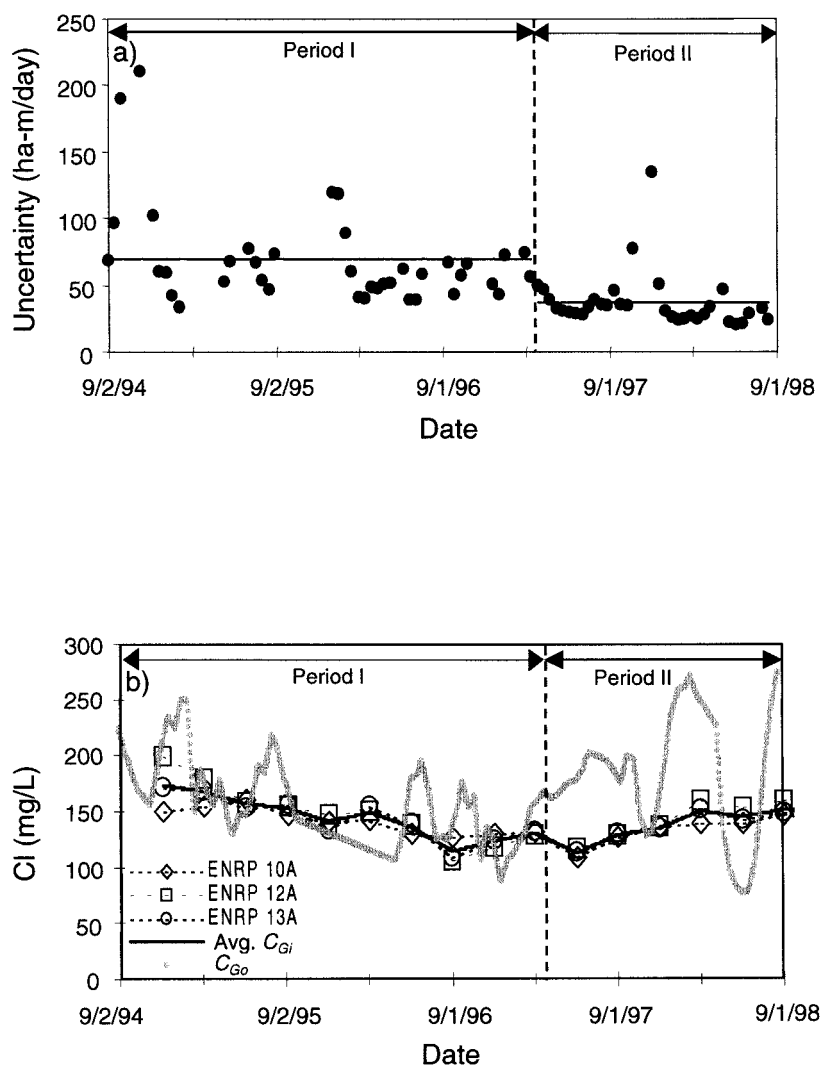 a)
Period I
Period II
Uncertainty (ha-m/day)
250
200
150
100
50
0
9/2/94
9/2/95
9/1/96
9/1/97
9/1/98
Date
b)
Period I
Period II
Cl (mg/L)
300
250
200
150
100
50
0
ENRP 10A
ENRP 12A
ENRP 13A
Avg. C_Gi
C_Go
9/2/94
9/2/95
9/1/96
9/1/97
9/1/98
Date